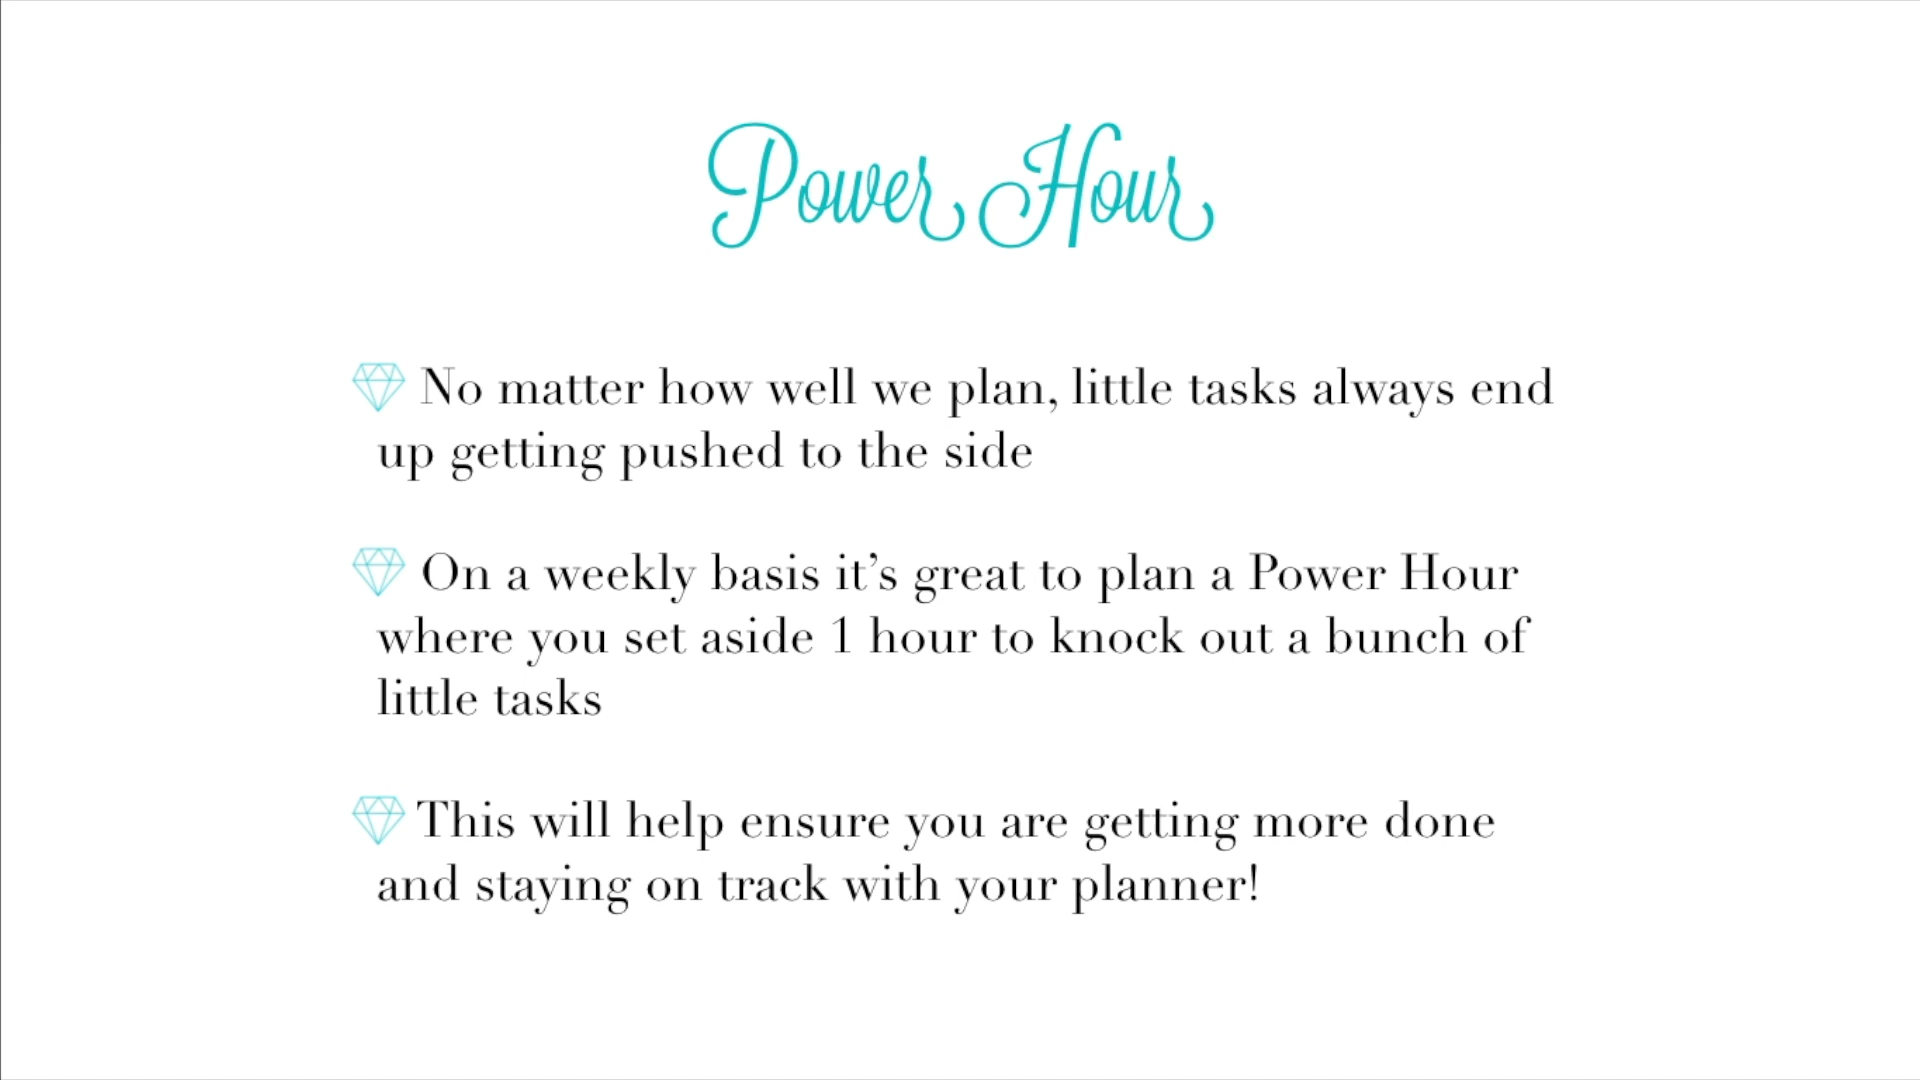 Power Hour
No matter how well we plan, little tasks always end
up getting pushed to the side
On a weekly basis it’s great to plan a Power Hour
where you set aside 1 hour to knock out a bunch of
little tasks
This will help ensure you are getting more done
and staying on track with your planner!